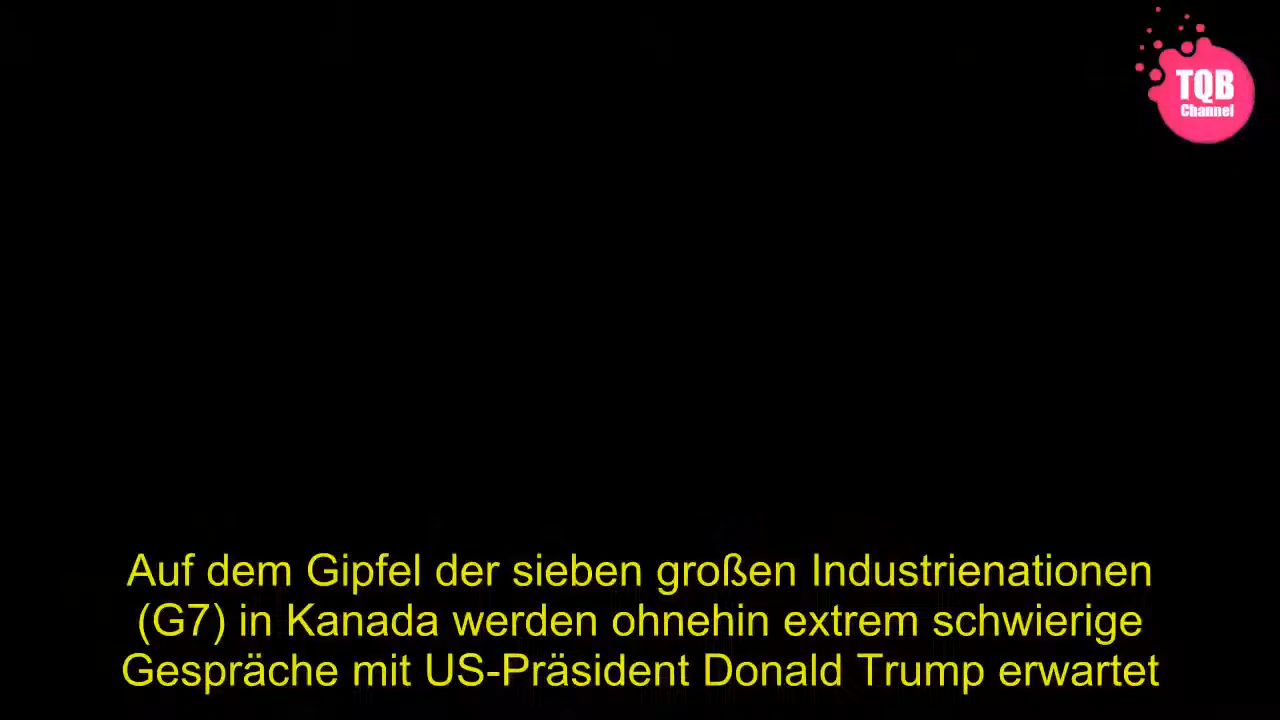 TQB
Channel
Auf dem Gipfel der sieben großen Industrienationen
(G7) in Kanada werden ohnehin extrem schwierige
Gespräche mit US-Präsident Donald Trump erwartet